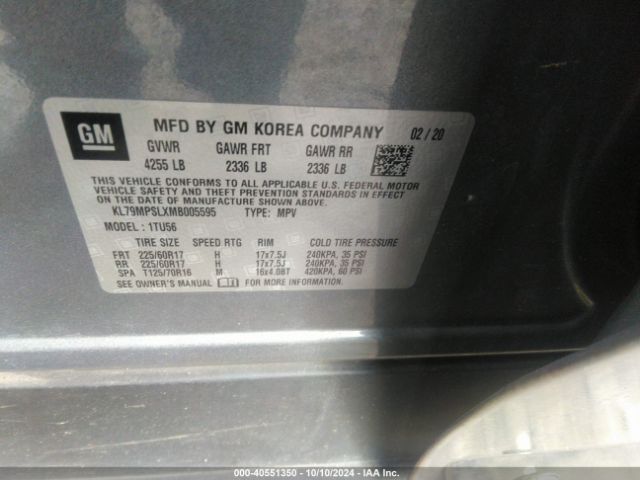 GM
MFD BY GM KOREA COMPANY 02 / 20
GVWR GAWR FRT GAWR RR
4255 LB 2336 LB 2336 LB
THIS VEHICLE CONFORMS TO ALL APPLICABLE U.S. FEDERAL MOTOR
VEHICLE SAFETY AND THEFT PREVENTION STANDARDS IN EFFECT
ON THE DATE OF MANUFACTURE SHOWN ABOVE.
KL79MPSLXMB005595 TYPE: MPV
MODEL : 1TU56
TIRE SIZE SPEED RTG RIM COLD TIRE PRESSURE
FRT 225/60R17 H 17x7.5J 240KPA, 35 PSI
RR 225/60R17 H 17x7.5J 240KPA, 35 PSI
SPA T125/70R16 M 16x4.0BT 420KPA, 60 PSI
SEE OWNER'S MANUAL FOR MORE INFORMATION.
000-40551350 | 10/10/2024 | IAA Inc.